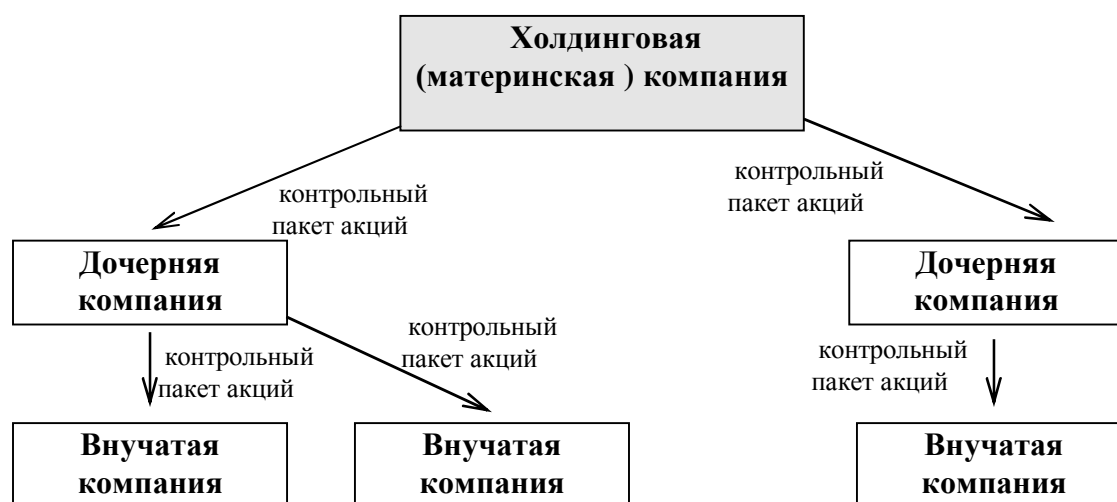 Холдинговая
(материнская ) компания
контрольный
пакет акций
контрольный
пакет акций
Дочерняя
компания
Дочерняя
компания
контрольный
пакет акций
контрольный
пакет акций
контрольный
пакет акций
Внучатая
компания
Внучатая
компания
Внучатая
компания